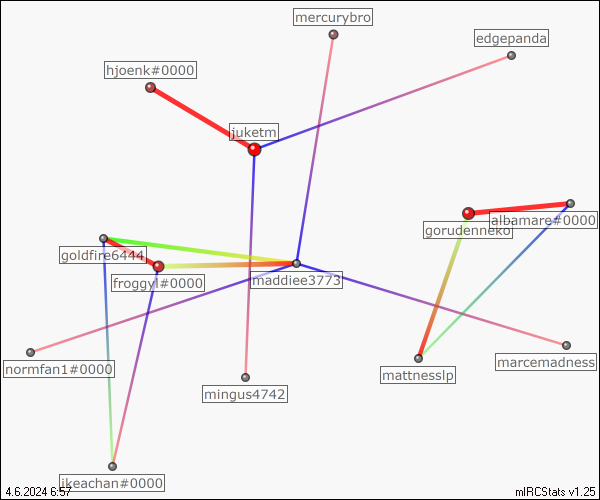 mercurybro
edgepanda
hjoenk#0000
juketm
albamare#0000
gorudenneko
goldfire6444
froggyl#0000
maddiee3773
normfan1#0000
marcemadness
mattnesslp
mingus4742
ikeachan#0000
4.6.2024 6:57
mIRCStats v1.25